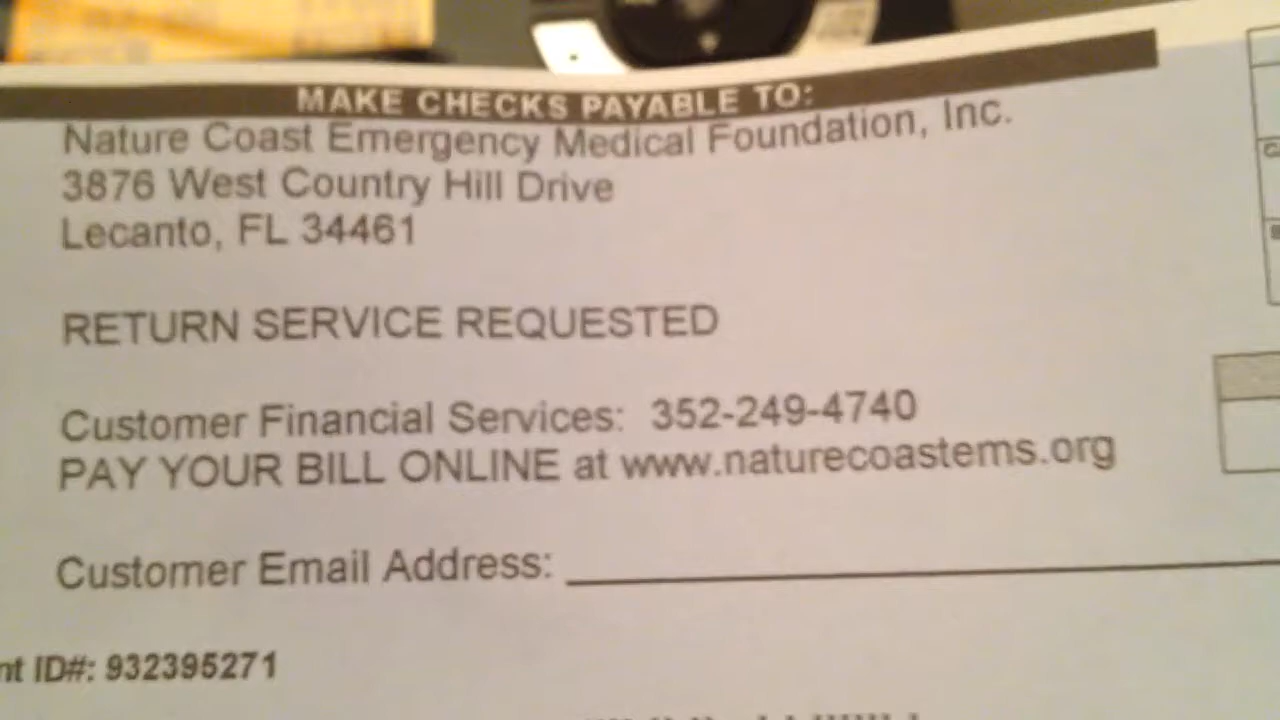 MAKE CHECKS PAYABLE TO:
Nature Coast Emergency Medical Foundation, Inc.
3876 West Country Hill Drive
Lecanto, FL 34461
RETURN SERVICE REQUESTED
Customer Financial Services: 352-249-4740
PAY YOUR BILL ONLINE at www.naturecoastems.org
Customer Email Address:
nt ID#: 932395271